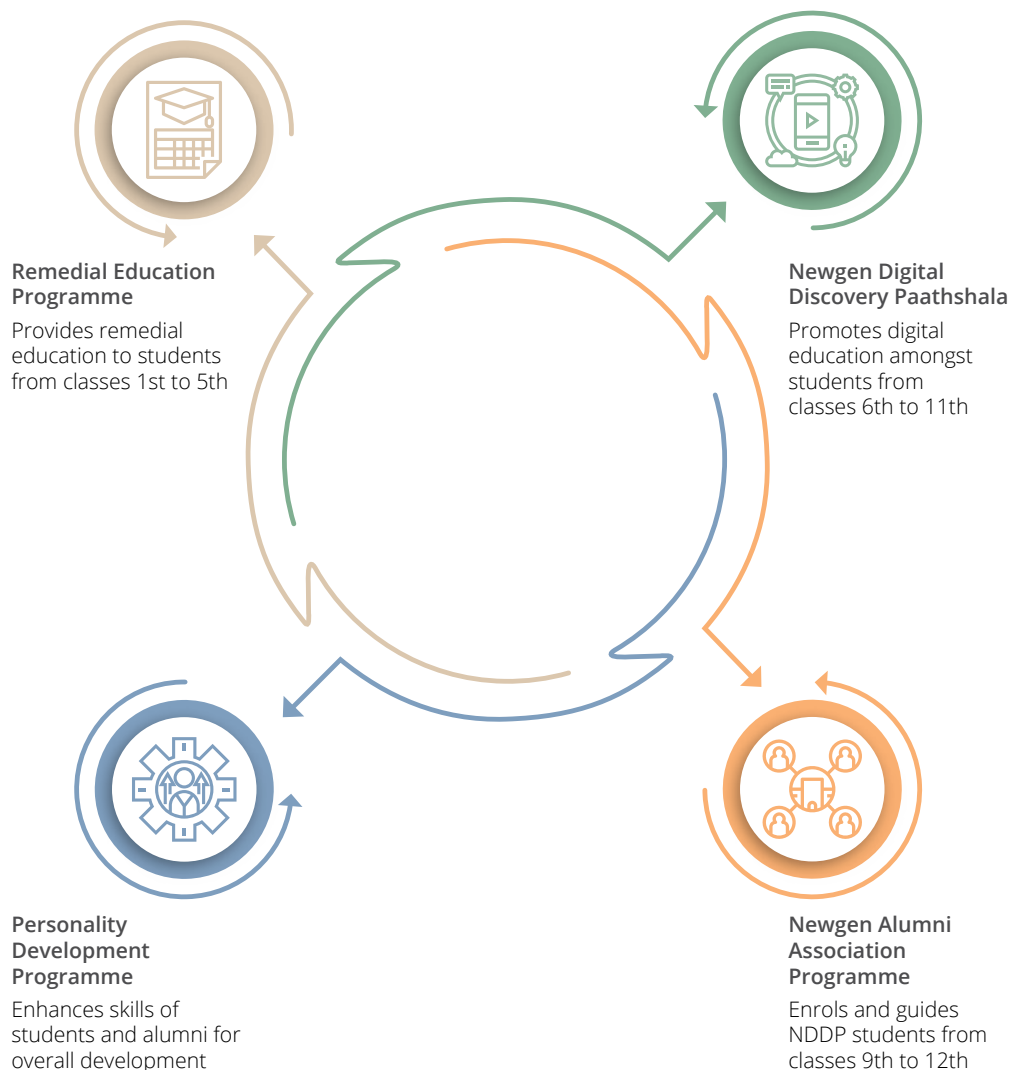 Remedial Education
Programme
Provides remedial
education to students
from classes 1st to 5th
Newgen Digital
Discovery Paathshala
Promotes digital
education amongst
students from
classes 6th to 11th
Personality
Development
Programme
Enhances skills of
students and alumni for
overall development
Newgen Alumni
Association
Programme
Enrols and guides
NDDP students from
classes 9th to 12th